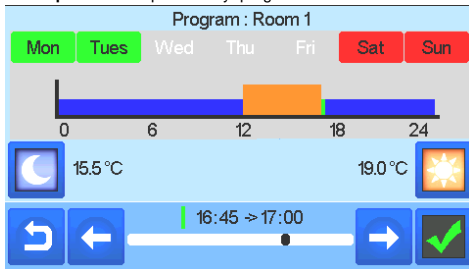 Program : Room 1
Mon Tues Wed Thu Fri Sat Sun
0 6 12 18 24
15.5 °C 19.0 °C
16:45 -> 17:00